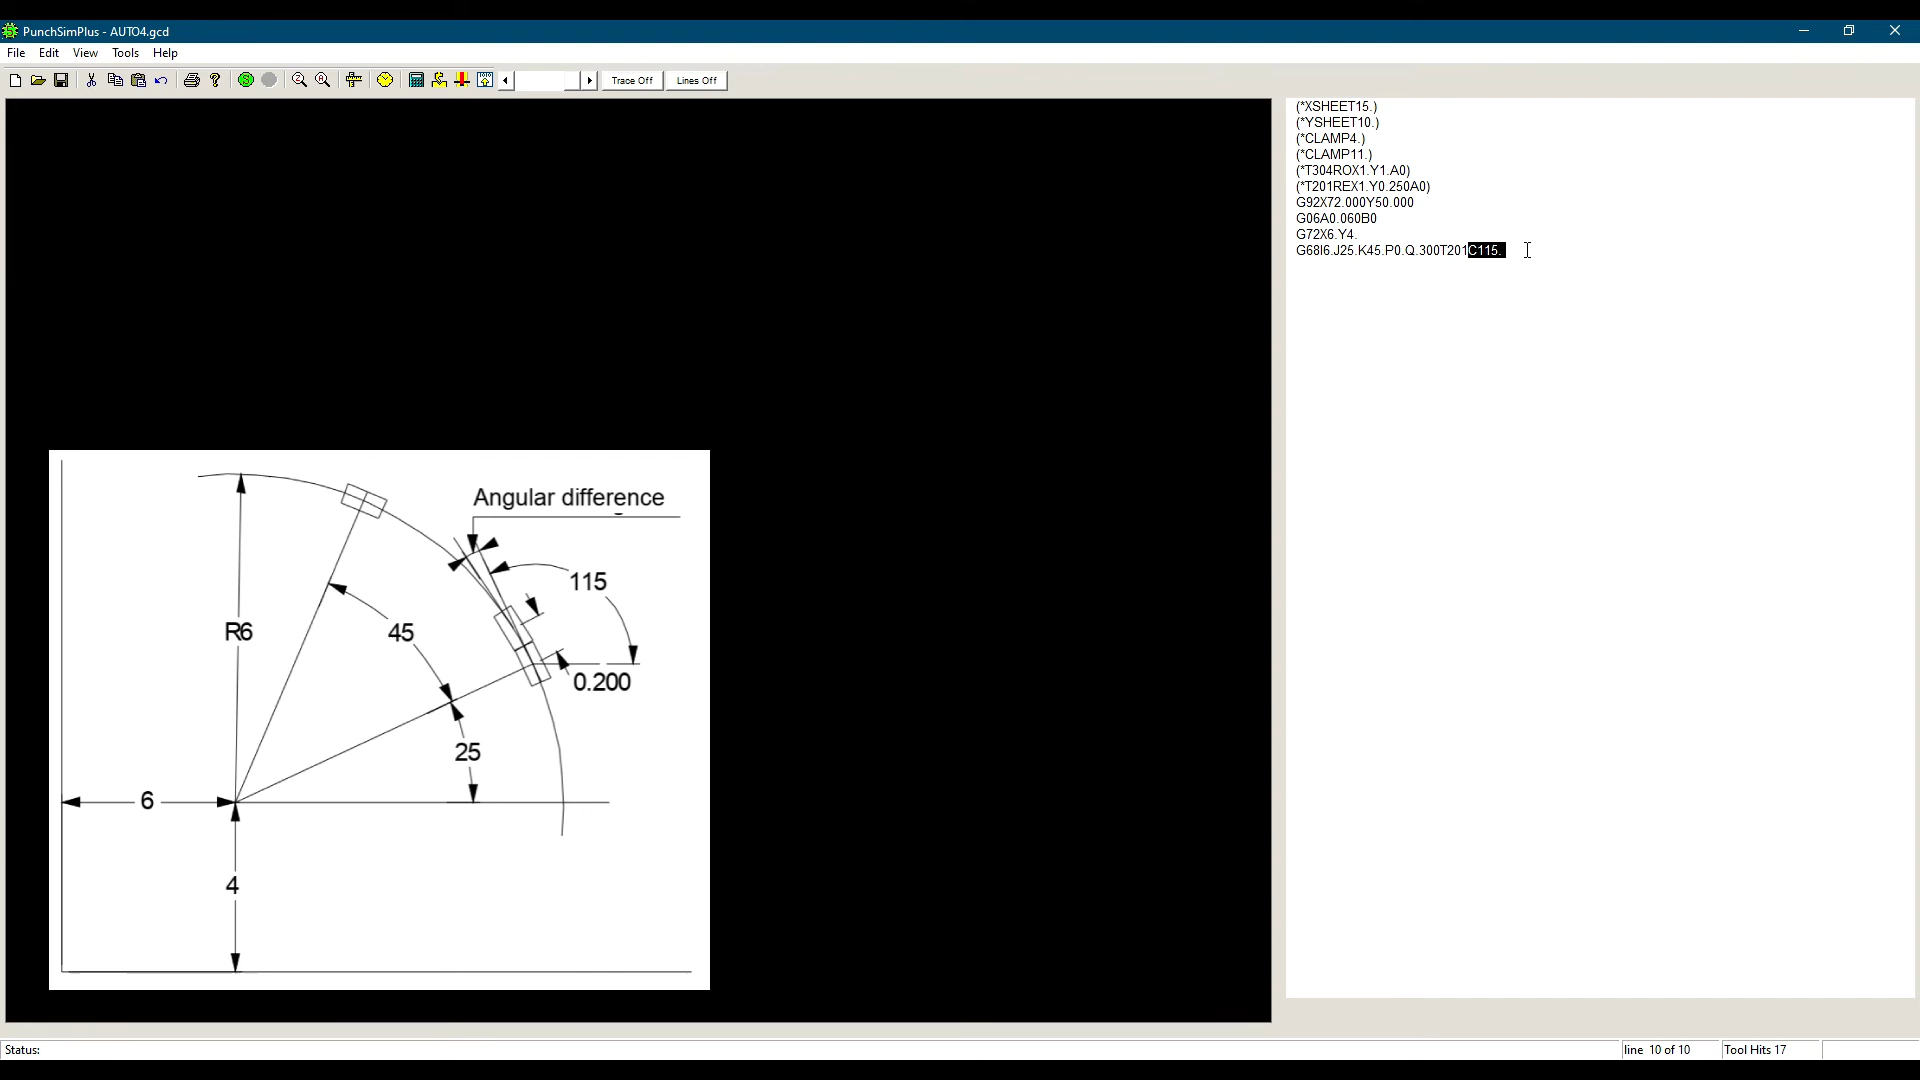 PunchSimPlus - AUTO4.gcd
File Edit View Tools Help
Trace Off Lines Off
(*XSHEET15.)
(*YSHEET10.)
(*CLAMP4.)
(*CLAMP11.)
(*T304ROX1.Y1.A0)
(*T201REX1.Y0.250A0)
G92X72.000Y50.000
G06A0.060B0
G72X6.Y4.
G68I6.J25.K45.P0.Q.300T201C115.
Angular difference
115
R6
45
0.200
25
6
4
Status:
line 10 of 10
Tool Hits 17